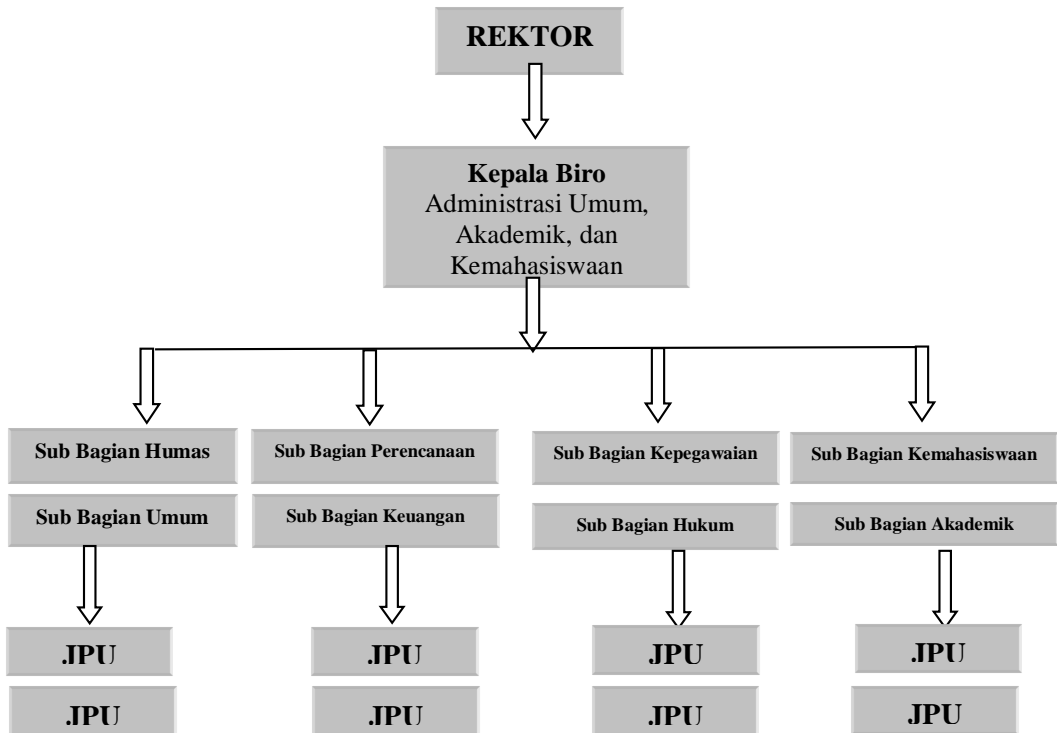 REKTOR
Kepala Biro
Administrasi Umum,
Akademik, dan
Kemahasiswaan
Sub Bagian Humas
Sub Bagian Perencanaan
Sub Bagian Kepegawaian
Sub Bagian Kemahasiswaan
Sub Bagian Umum
Sub Bagian Keuangan
Sub Bagian Hukum
Sub Bagian Akademik
JPU
JPU
JPU
JPU
JPU
JPU
JPU
JPU